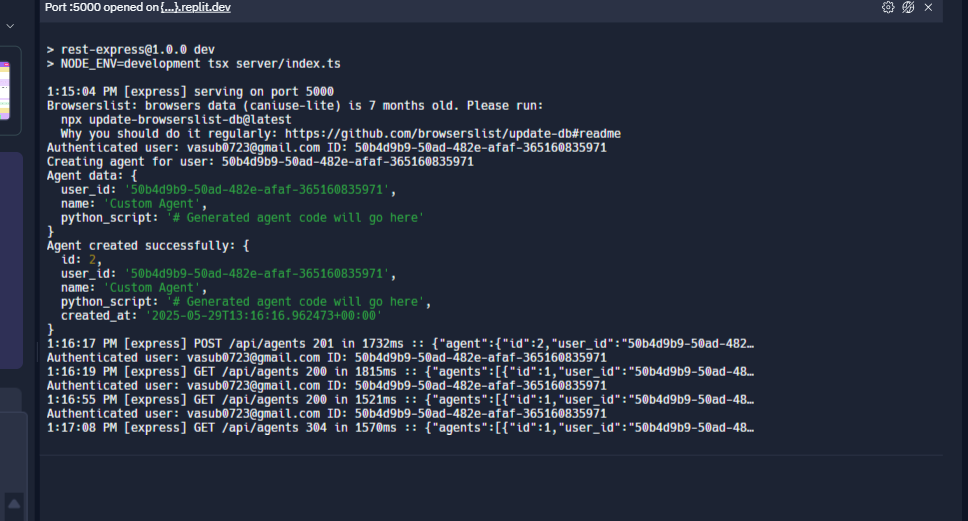 Port :5000 opened on {...}.replit.dev
> rest-express@1.0.0 dev
> NODE_ENV=development tsx server/index.ts
1:15:04 PM [express] serving on port 5000
Browserslist: browsers data (caniuse-lite) is 7 months old. Please run:
  npx update-browserslist-db@latest
  Why you should do it regularly: https://github.com/browserslist/update-db#readme
Authenticated user: vasub0723@gmail.com ID: 50b4d9b9-50ad-482e-afaf-365160835971
Creating agent for user: 50b4d9b9-50ad-482e-afaf-365160835971
Agent data: {
  user_id: '50b4d9b9-50ad-482e-afaf-365160835971',
  name: 'Custom Agent',
  python_script: '# Generated agent code will go here'
}
Agent created successfully: {
  id: 2,
  user_id: '50b4d9b9-50ad-482e-afaf-365160835971',
  name: 'Custom Agent',
  python_script: '# Generated agent code will go here',
  created_at: '2025-05-29T13:16:16.962473+00:00'
}
1:16:17 PM [express] POST /api/agents 201 in 1732ms :: {"agent":{"id":2,"user_id":"50b4d9b9-50ad-482…
Authenticated user: vasub0723@gmail.com ID: 50b4d9b9-50ad-482e-afaf-365160835971
1:16:19 PM [express] GET /api/agents 200 in 1815ms :: {"agents":[{"id":1,"user_id":"50b4d9b9-50ad-48…
Authenticated user: vasub0723@gmail.com ID: 50b4d9b9-50ad-482e-afaf-365160835971
1:16:55 PM [express] GET /api/agents 200 in 1521ms :: {"agents":[{"id":1,"user_id":"50b4d9b9-50ad-48…
Authenticated user: vasub0723@gmail.com ID: 50b4d9b9-50ad-482e-afaf-365160835971
1:17:08 PM [express] GET /api/agents 304 in 1570ms :: {"agents":[{"id":1,"user_id":"50b4d9b9-50ad-48…